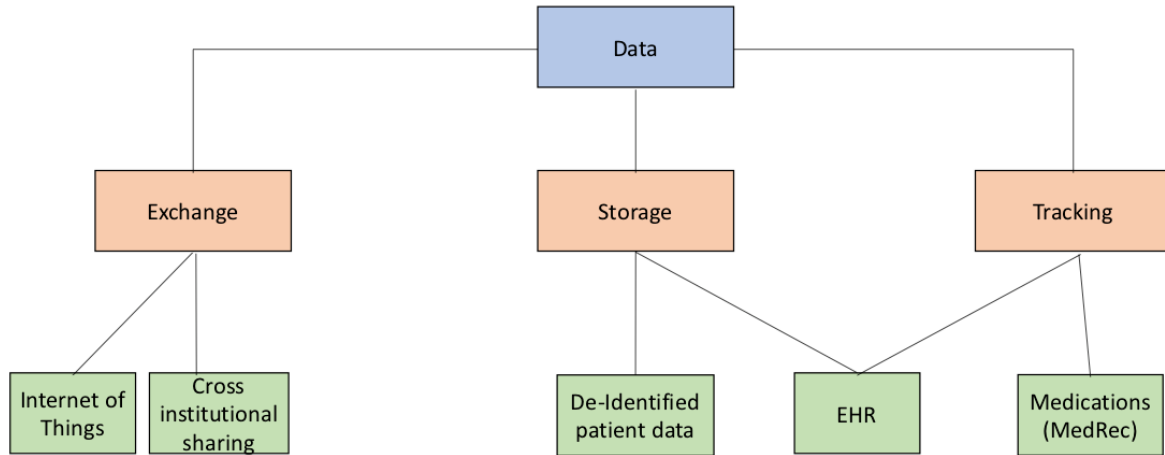 Data
Exchange
Storage
Tracking
Internet of
Things
Cross
institutional
sharing
De-Identified
patient data
EHR
Medications
(MedRec)